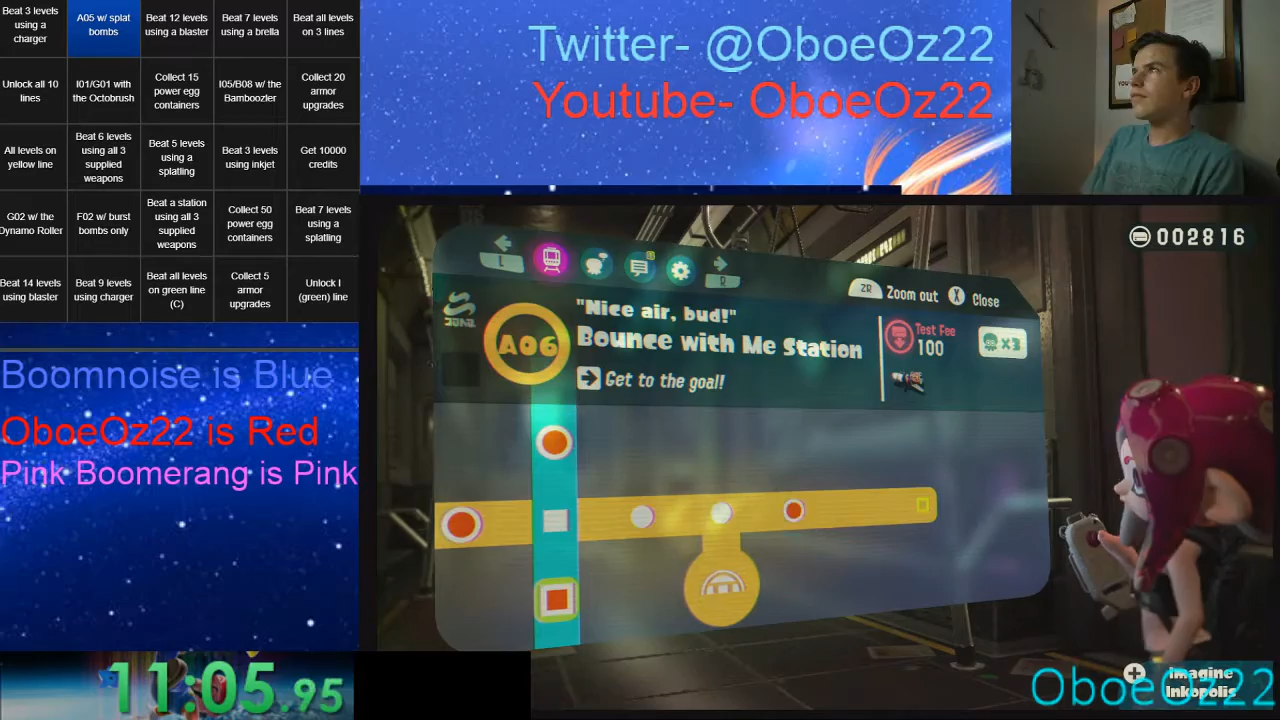 Beat 3 levels
using a
charger
A05 w/ splat
bombs
Beat 12 levels
using a blaster
Beat 7 levels
using a brella
Beat all levels
on 3 lines
Unlock all 10
lines
I01/G01 with
the Octobrush
Collect 15
power egg
containers
I05/B08 w/ the
Bamboozler
Collect 20
armor
upgrades
All levels on
yellow line
Beat 6 levels
using all 3
supplied
weapons
Beat 5 levels
using a
splatling
Beat 3 levels
using inkjet
Get 10000
credits
G02 w/ the
Dynamo Roller
F02 w/ burst
bombs only
Beat a station
using all 3
supplied
weapons
Collect 50
power egg
containers
Beat 7 levels
using a
splatling
Beat 14 levels
using blaster
Beat 9 levels
using charger
Beat all levels
on green line
(C)
Collect 5
armor
upgrades
Unlock I
(green) line
Boomnoise is Blue
OboeOz22 is Red
Pink Boomerang is Pink
11:05.95
Twitter- @OboeOz22
Youtube- OboeOz22
002816
L
R
ZR Zoom out X Close
A06
"Nice air, bud!"
Bounce with Me Station
Get to the goal!
Test Fee
100
x3
Imagine
Inkopolis
OboeOz22